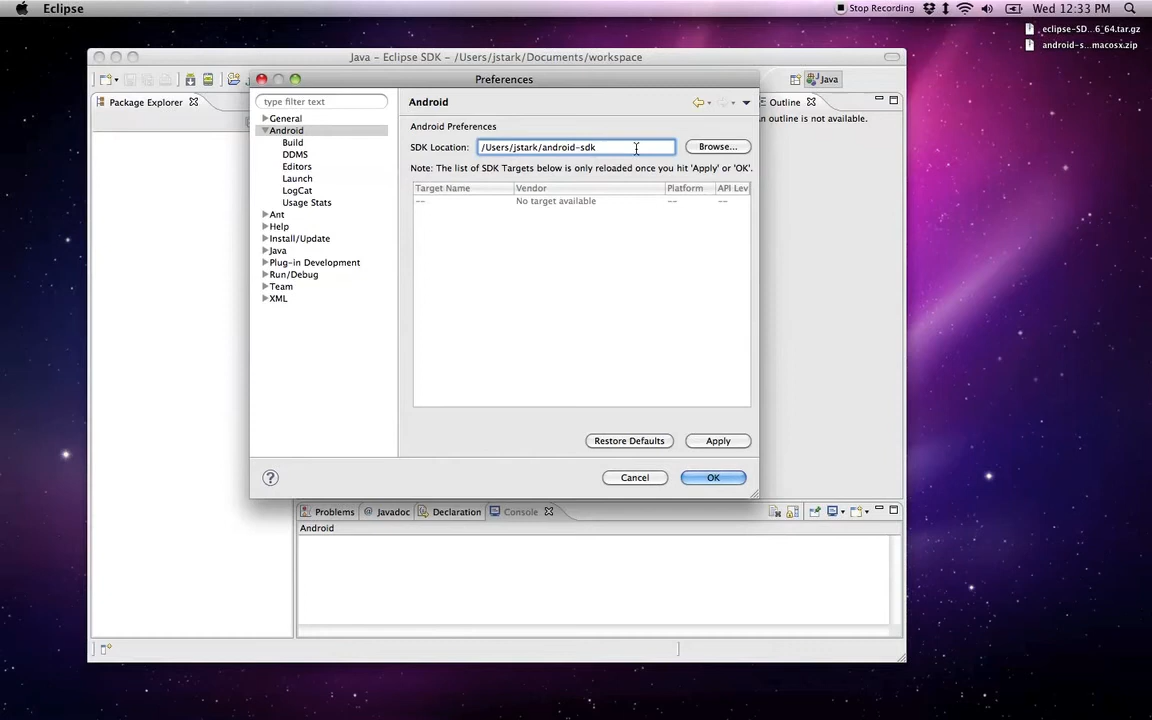 Eclipse
Stop Recording
Wed 12:33 PM
eclipse-SD...6_64.tar.gz
android-s...macosx.zip
Java - Eclipse SDK - /Users/jstark/Documents/workspace
Java
Package Explorer
Outline
An outline is not available.
Preferences
type filter text
General
Android
Build
DDMS
Editors
Launch
LogCat
Usage Stats
Ant
Help
Install/Update
Java
Plug-in Development
Run/Debug
Team
XML
Android
Android Preferences
SDK Location: /Users/jstark/android-sdk Browse...
Note: The list of SDK Targets below is only reloaded once you hit 'Apply' or 'OK'.
Target Name Vendor Platform API Lev
-- No target available -- --
Restore Defaults Apply
? Cancel OK
Problems Javadoc Declaration Console
Android